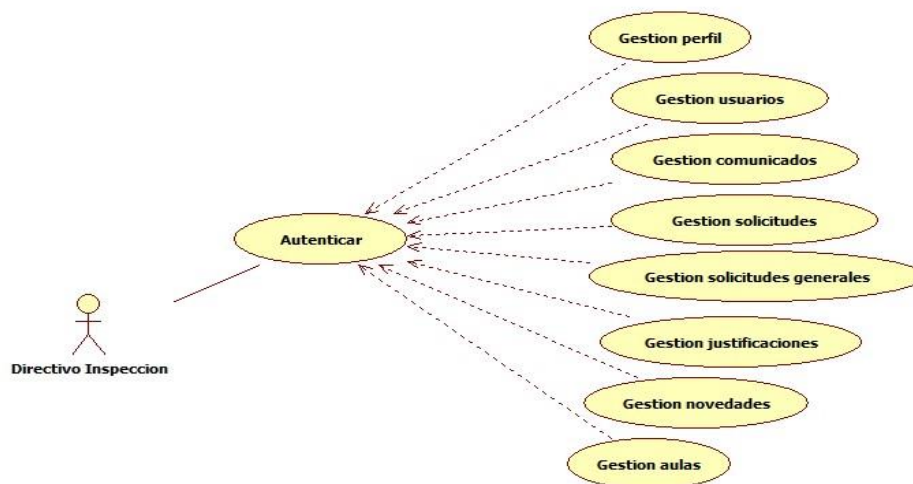 Gestion perfil
Gestion usuarios
Gestion comunicados
Autenticar
Gestion solicitudes
Gestion solicitudes generales
Gestion justificaciones
Directivo Inspeccion
Gestion novedades
Gestion aulas